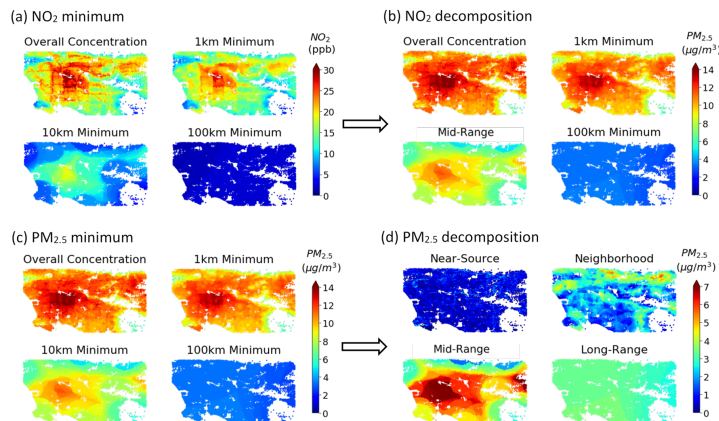 (a) NO₂ minimum
Overall Concentration 1km Minimum
NO₂
(ppb)
30
25
20
15
10
5
0
10km Minimum 100km Minimum
(b) NO₂ decomposition
Overall Concentration 1km Minimum
PM₂.₅
(μg/m3)
14
12
10
8
6
4
2
0
Mid-Range 100km Minimum
(c) PM₂.₅ minimum
Overall Concentration 1km Minimum
PM₂.₅
(μg/m3)
14
12
10
8
6
4
2
0
10km Minimum 100km Minimum
(d) PM₂.₅ decomposition
Near-Source Neighborhood
PM₂.₅
(μg/m3)
7
6
5
4
3
2
1
0
Mid-Range Long-Range